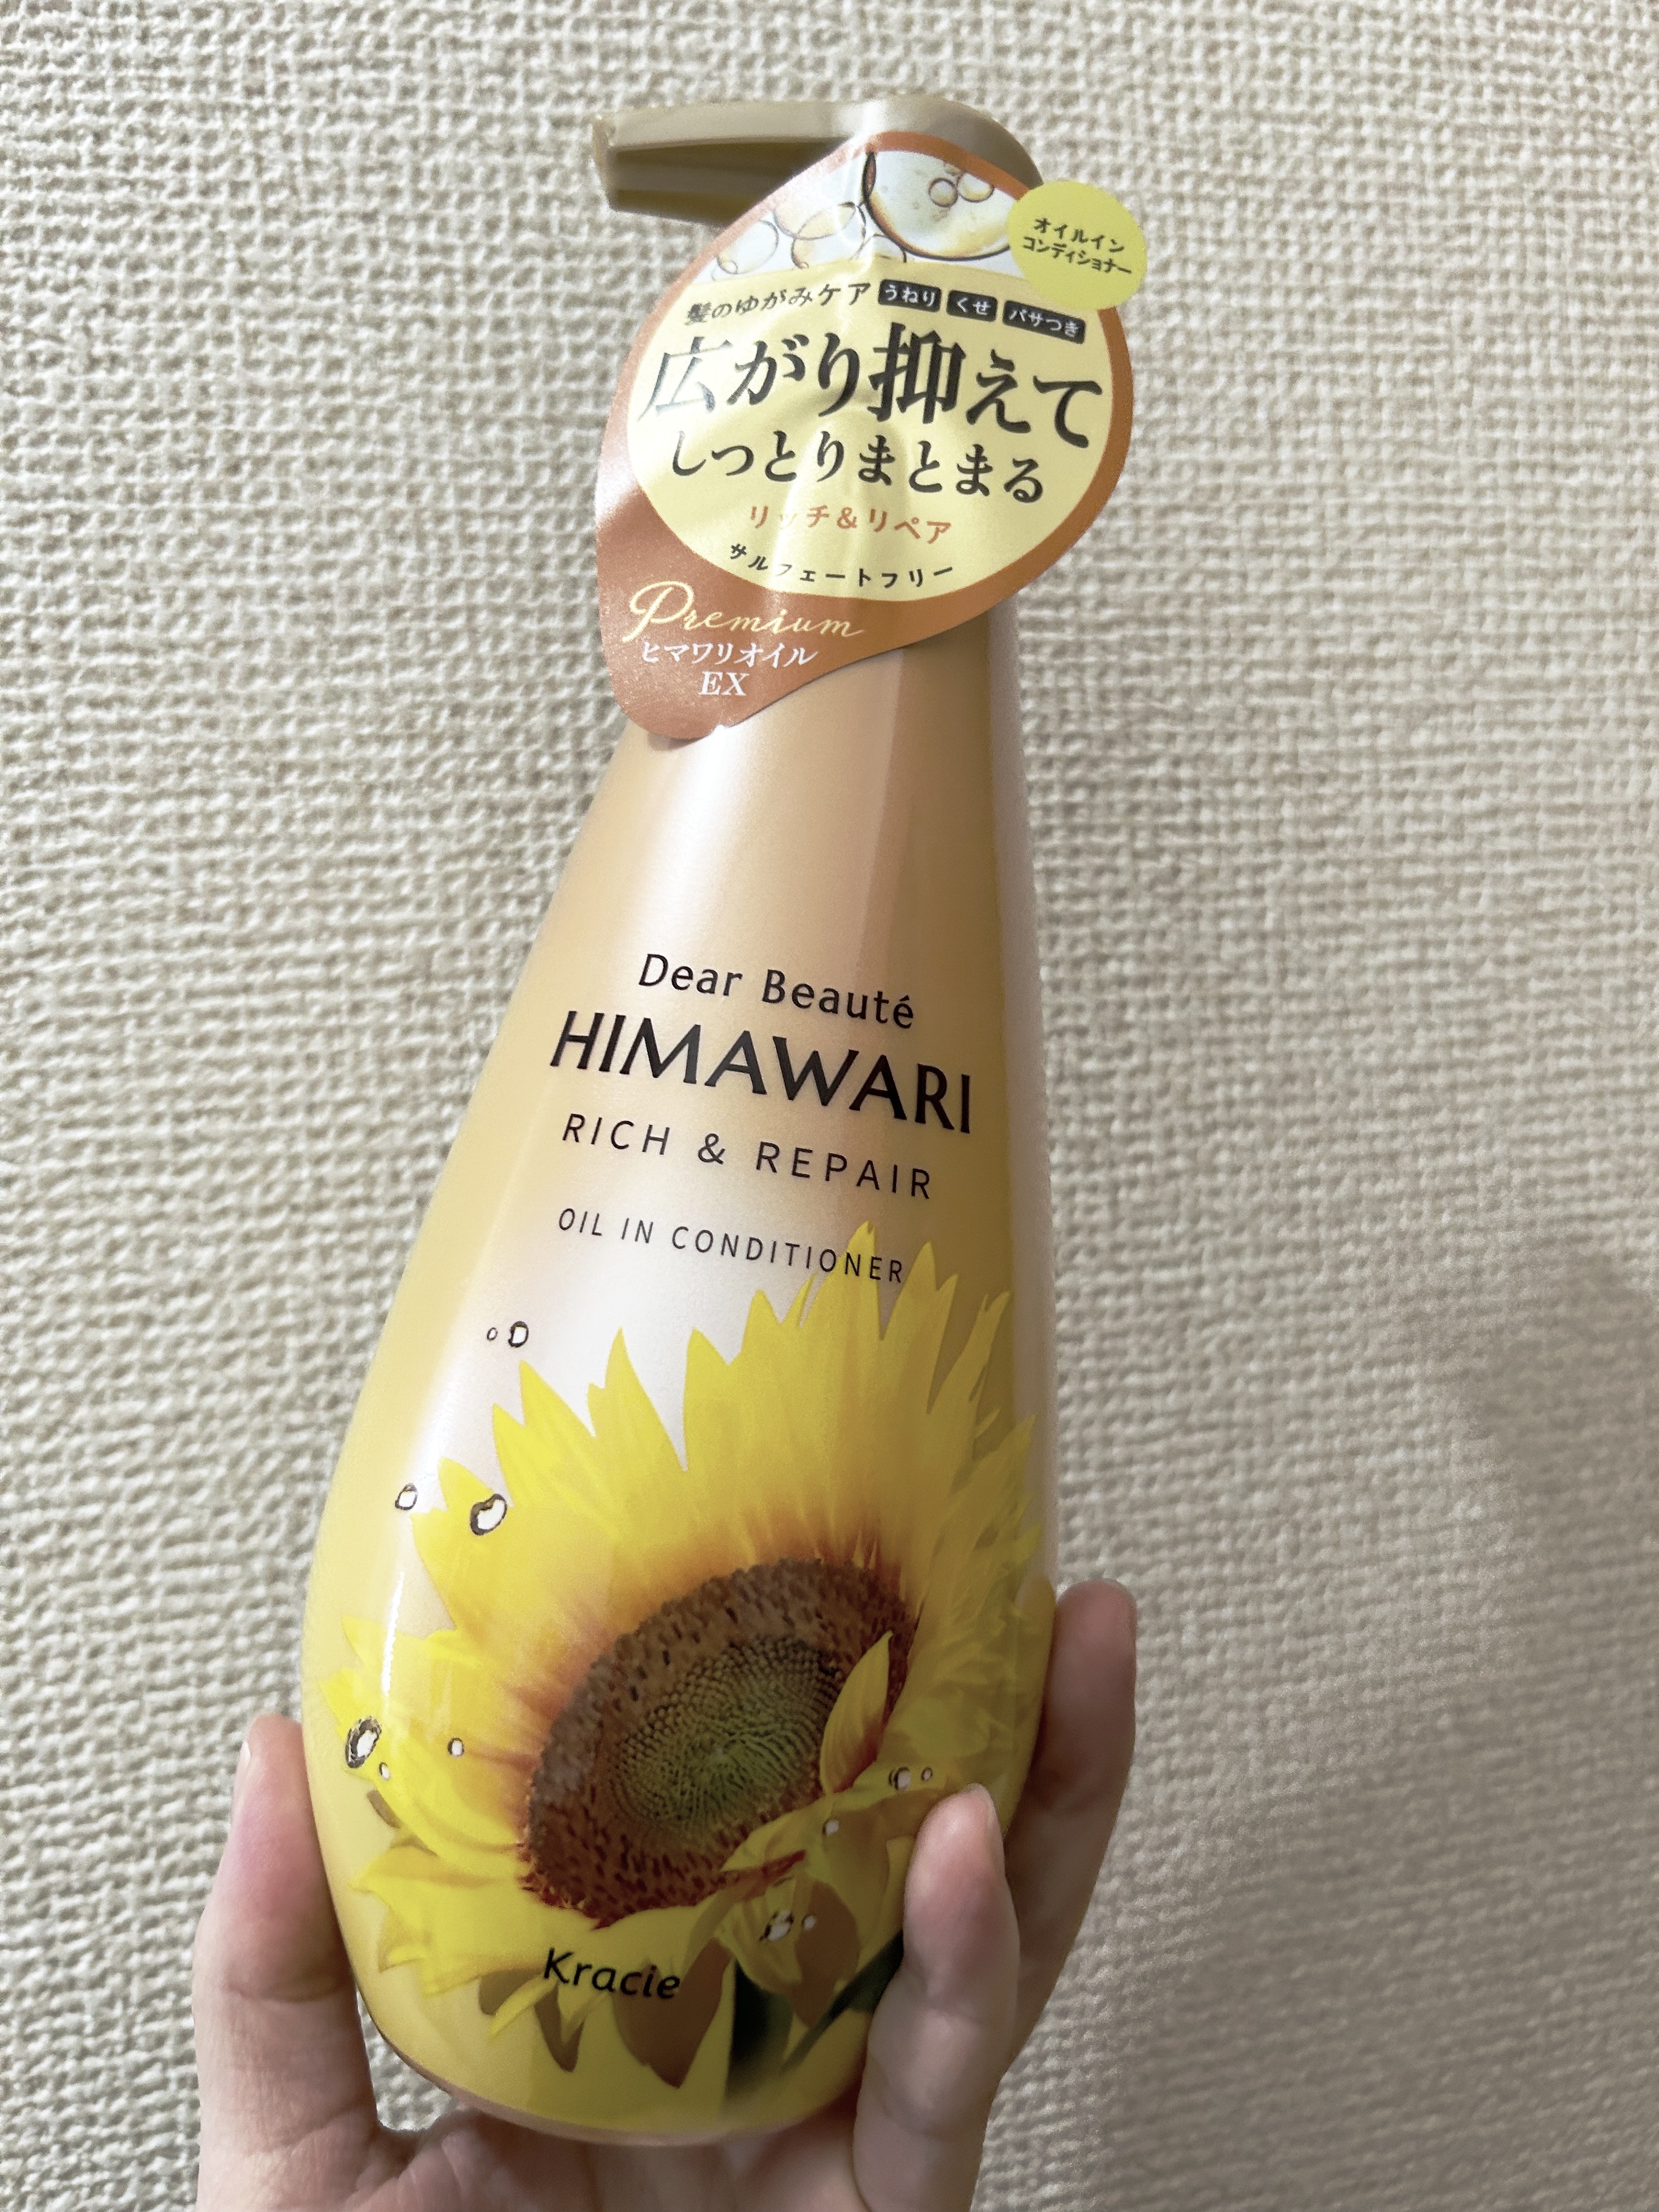 オイルイン
コンディショナー
髪のゆがみケア うねり くせ パサつき
広がり抑えて
しっとりまとまる
リッチ&リペア
サルフェートフリー
Premium
ヒマワリオイル
EX
Dear Beauté
HIMAWARI
RICH & REPAIR
OIL IN CONDITIONER
Kracie